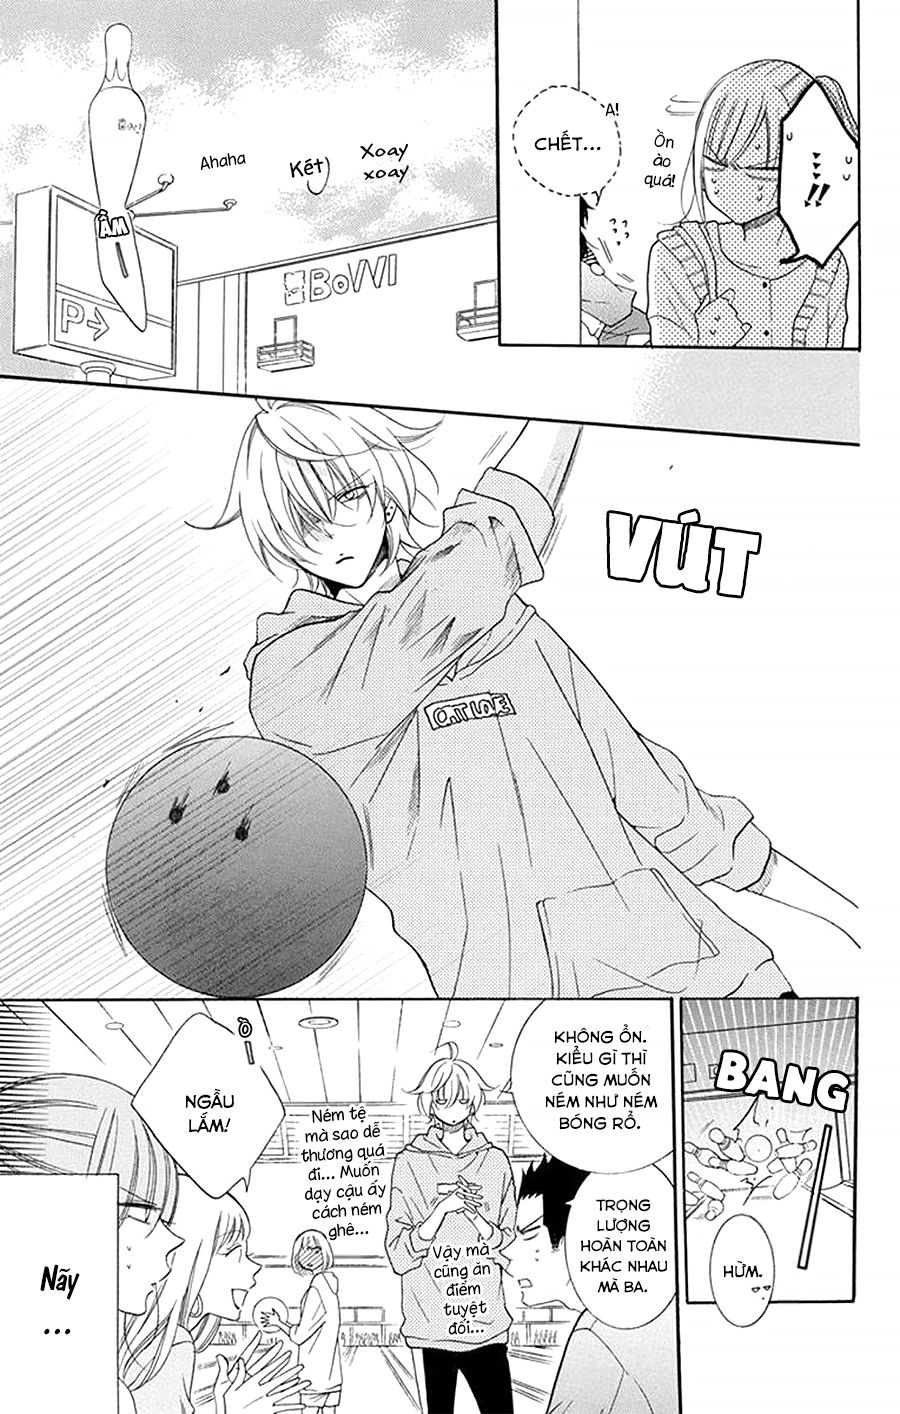 !!
Ồn
ào
quá!
A!
CHẾT...
Xoay
xoay
Két
Ahaha
ẦM
P
BoWl
VÚT
CAT LOVE
BANG
HỪM.
KHÔNG ỔN.
KIỂU GÌ THÌ
CŨNG MUỐN
NÉM NHƯ NÉM
BÓNG RỔ.
TRỌNG
LƯỢNG
HOÀN TOÀN
KHÁC NHAU
MÀ BA.
Ồ
NGẦU
LẮM!
Ném tệ
mà sao dễ
thương quá
đi... Muốn
dạy cậu ấy
cách ném
ghê...
Vậy mà
cũng ăn
điểm
tuyệt
đối...
Nãy
...